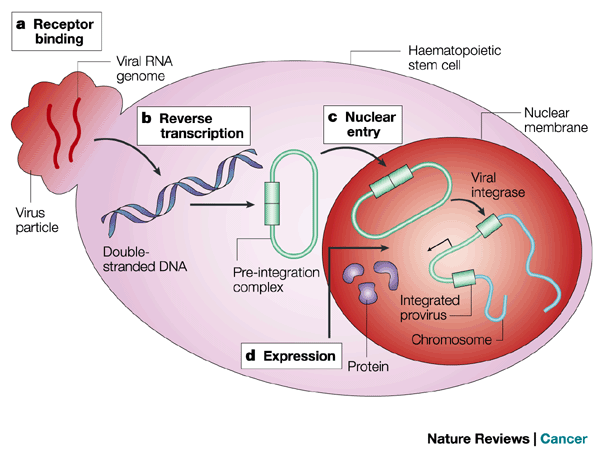 a Receptor
binding
Viral RNA
genome
Haematopoietic
stem cell
b Reverse
transcription
c Nuclear
entry
Nuclear
membrane
Viral
integrase
Virus
particle
Double-
stranded DNA
Pre-integration
complex
Integrated
provirus
Chromosome
d Expression
Protein
Nature Reviews | Cancer